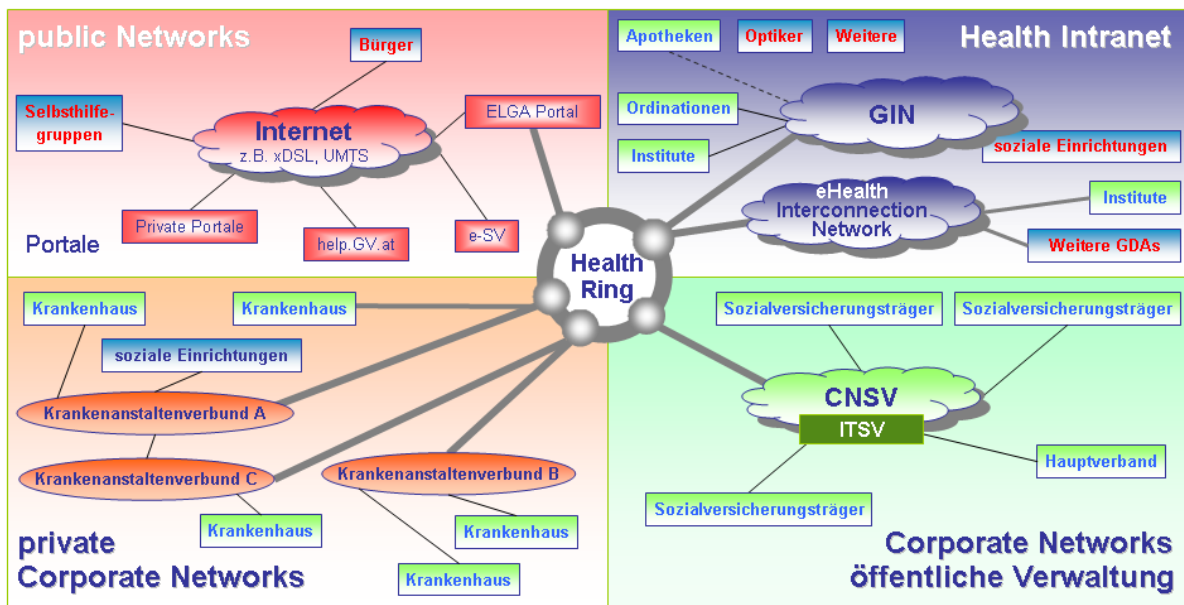 public Networks
Bürger
Selbsthilfe-
gruppen
Internet
z.B. xDSL, UMTS
ELGA Portal
Private Portale
help.GV.at
e-SV
Portale
Health Intranet
Apotheken
Optiker
Weitere
Ordinationen
GIN
Institute
soziale Einrichtungen
eHealth
Interconnection
Network
Institute
Weitere GDAs
Health
Ring
Krankenhaus
Krankenhaus
soziale Einrichtungen
Krankenanstaltenverbund A
Krankenanstaltenverbund C
Krankenanstaltenverbund B
Krankenhaus
Krankenhaus
Krankenhaus
private
Corporate Networks
Sozialversicherungsträger
Sozialversicherungsträger
CNSV
ITSV
Hauptverband
Sozialversicherungsträger
Corporate Networks
öffentliche Verwaltung